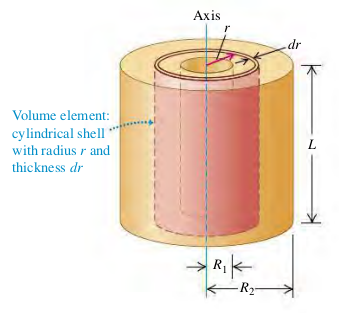 Axis
r
dr
Volume element:
cylindrical shell
with radius r and
thickness dr
L
R₁
R₂